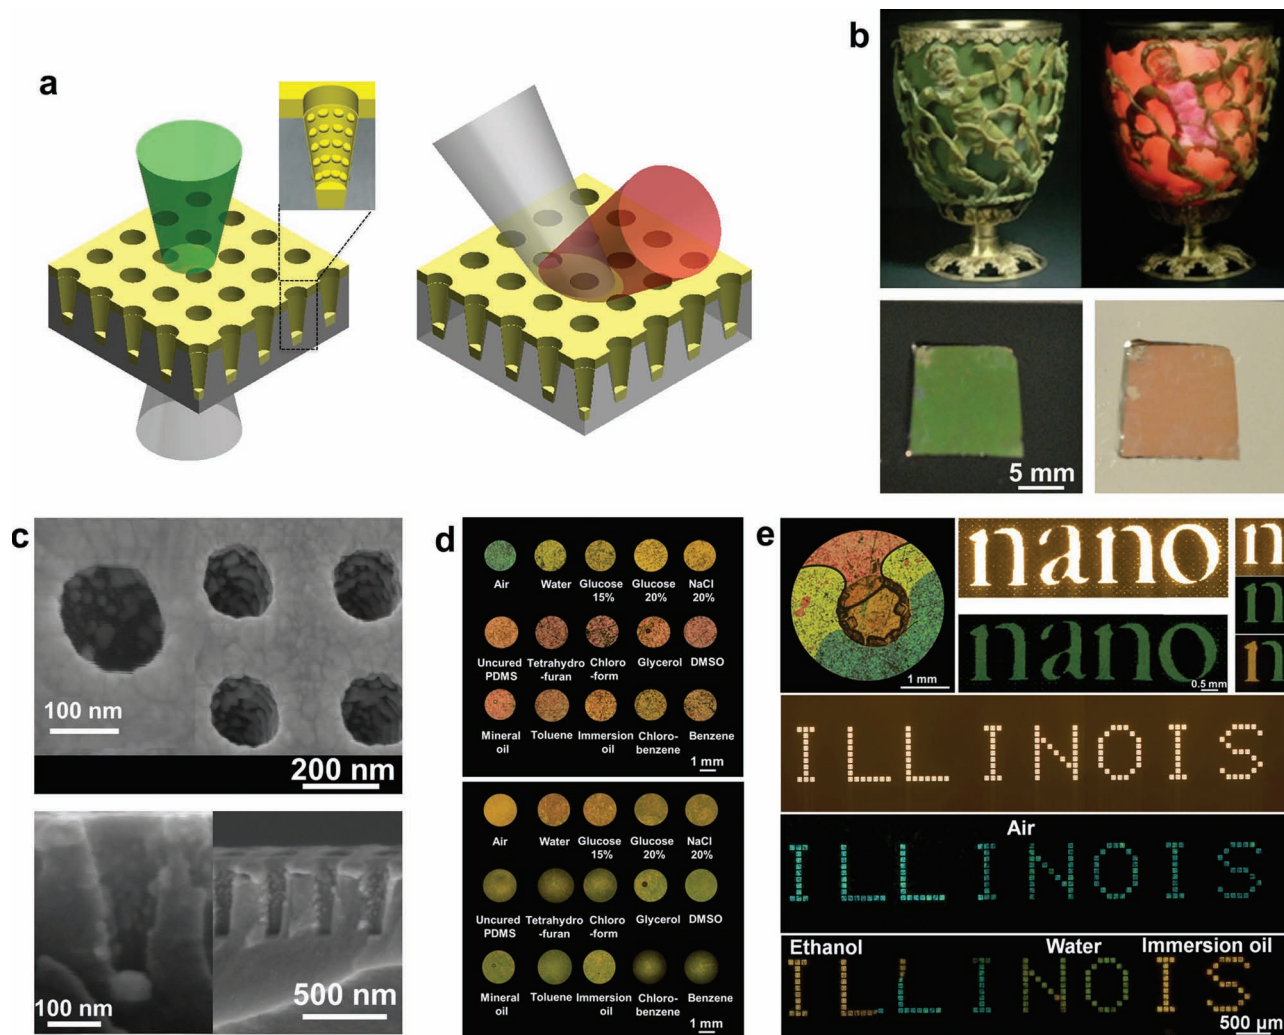 a
b
5 mm
c
100 nm
200 nm
100 nm
500 nm
d
Air Water Glucose Glucose NaCl
15% 20% 20%
Uncured Tetrahydro Chloro Glycerol DMSO
PDMS -furan -form
Mineral Toluene Immersion Chloro- Benzene
oil oil benzene
1 mm
Air Water Glucose Glucose NaCl
15% 20% 20%
Uncured Tetrahydro Chloro Glycerol DMSO
PDMS -furan -form
Mineral Toluene Immersion Chloro- Benzene
oil oil benzene
1 mm
e
1 mm
nano
nano
0.5 mm
n
n
n
ILLINOIS
Air
ILLINOIS
Ethanol Water Immersion oil
ILLINOIS
500 µm